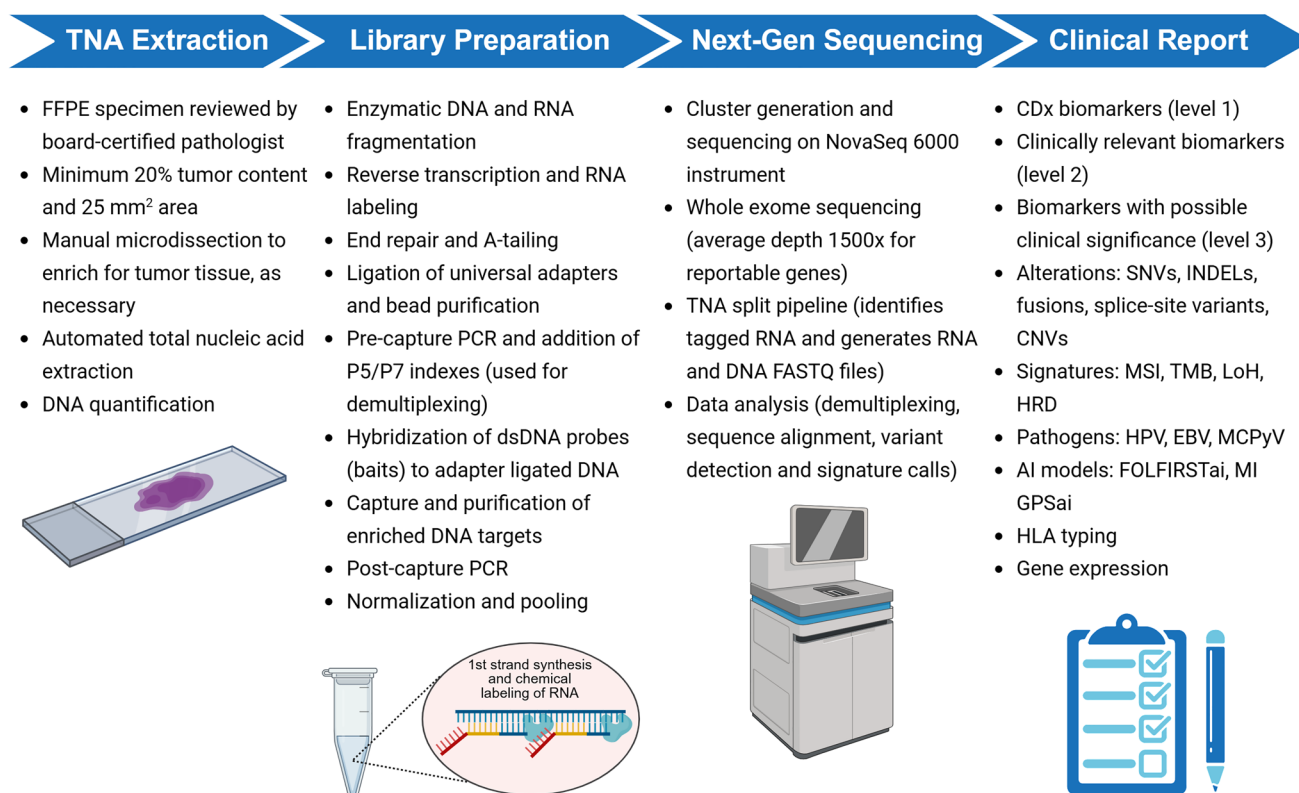 TNA Extraction
Library Preparation
Next-Gen Sequencing
Clinical Report
• FFPE specimen reviewed by
board-certified pathologist
• Minimum 20% tumor content
and 25 mm² area
• Manual microdissection to
enrich for tumor tissue, as
necessary
• Automated total nucleic acid
extraction
• DNA quantification
• Enzymatic DNA and RNA
fragmentation
• Reverse transcription and RNA
labeling
• End repair and A-tailing
• Ligation of universal adapters
and bead purification
• Pre-capture PCR and addition of
P5/P7 indexes (used for
demultiplexing)
• Hybridization of dsDNA probes
(baits) to adapter ligated DNA
• Capture and purification of
enriched DNA targets
• Post-capture PCR
• Normalization and pooling
1st strand synthesis
and chemical
labeling of RNA
• Cluster generation and
sequencing on NovaSeq 6000
instrument
• Whole exome sequencing
(average depth 1500x for
reportable genes)
• TNA split pipeline (identifies
tagged RNA and generates RNA
and DNA FASTQ files)
• Data analysis (demultiplexing,
sequence alignment, variant
detection and signature calls)
• CDx biomarkers (level 1)
• Clinically relevant biomarkers
(level 2)
• Biomarkers with possible
clinical significance (level 3)
• Alterations: SNVs, INDELs,
fusions, splice-site variants,
CNVs
• Signatures: MSI, TMB, LoH,
HRD
• Pathogens: HPV, EBV, MCPyV
• AI models: FOLFIRSTai, MI
GPSai
• HLA typing
• Gene expression